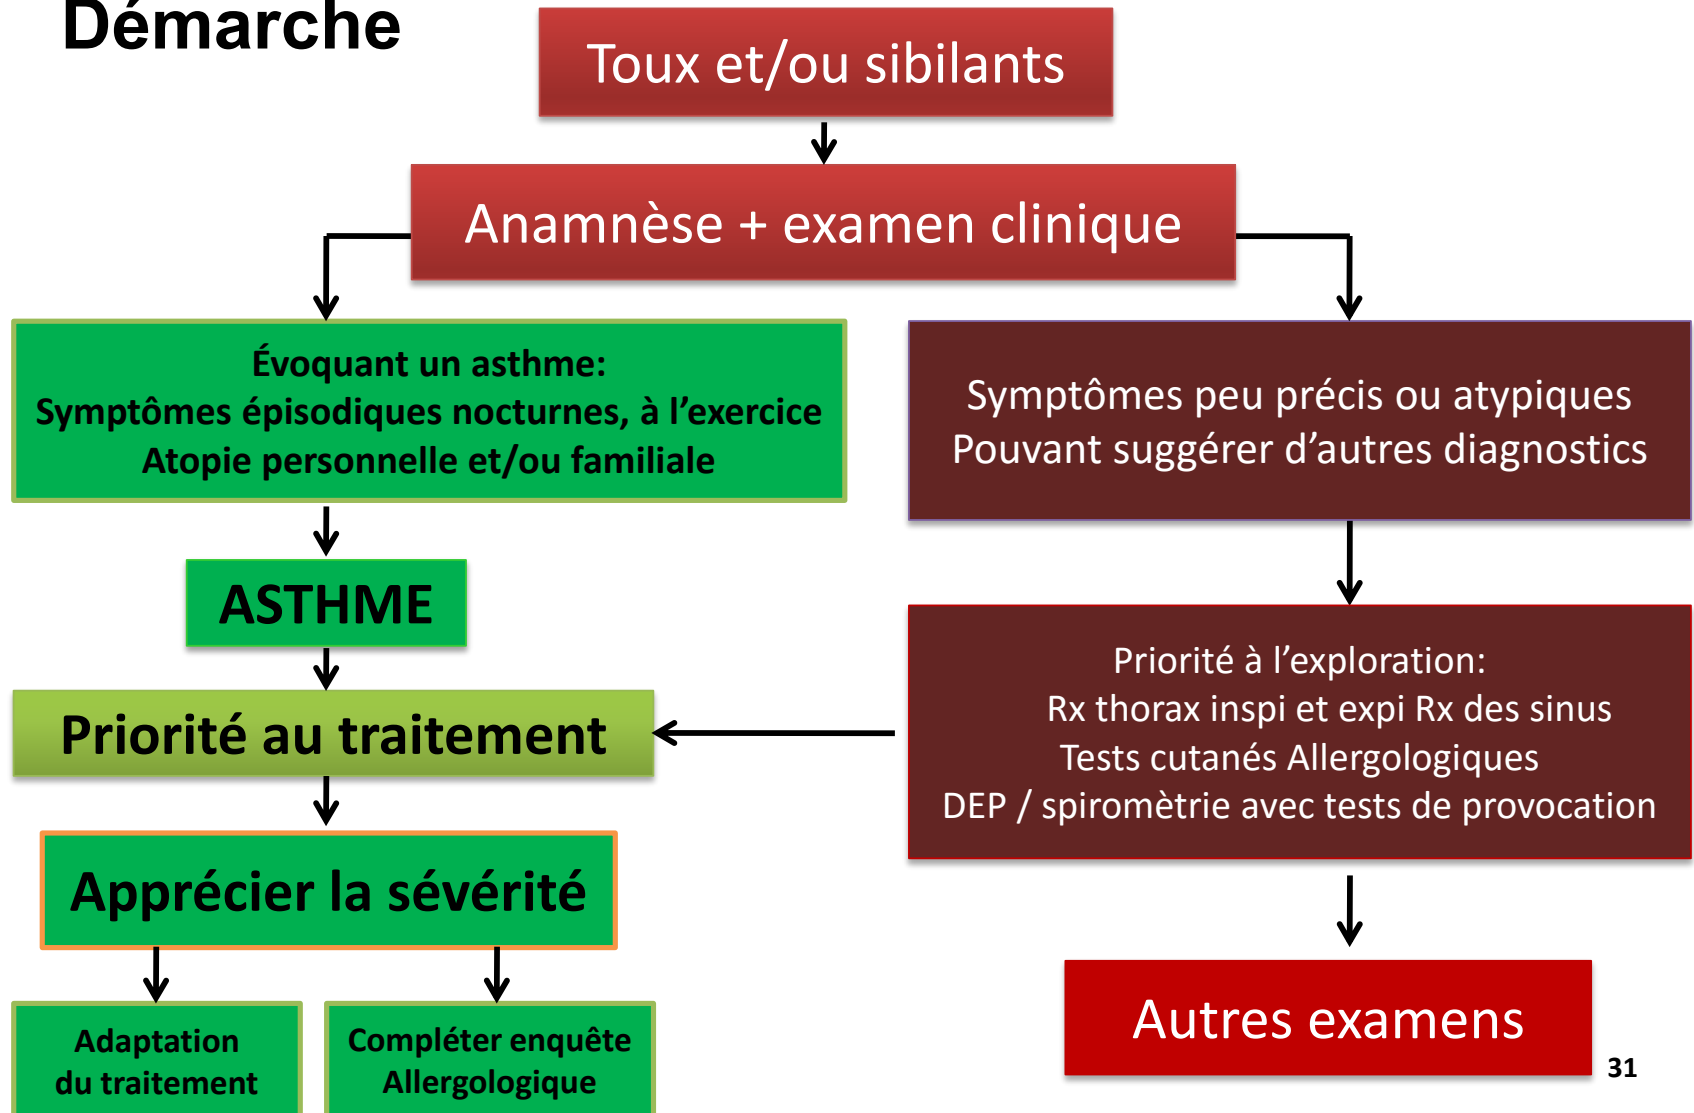 Démarche
Toux et/ou sibilants
Anamnèse + examen clinique
Évoquant un asthme:
Symptômes épisodiques nocturnes, à l’exercice
Atopie personnelle et/ou familiale
Symptômes peu précis ou atypiques
Pouvant suggérer d’autres diagnostics
ASTHME
Priorité au traitement
Priorité à l’exploration:
Rx thorax inspi et expi Rx des sinus
Tests cutanés Allergologiques
DEP / spiromètrie avec tests de provocation
Apprécier la sévérité
Adaptation
du traitement
Compléter enquête
Allergologique
Autres examens
31